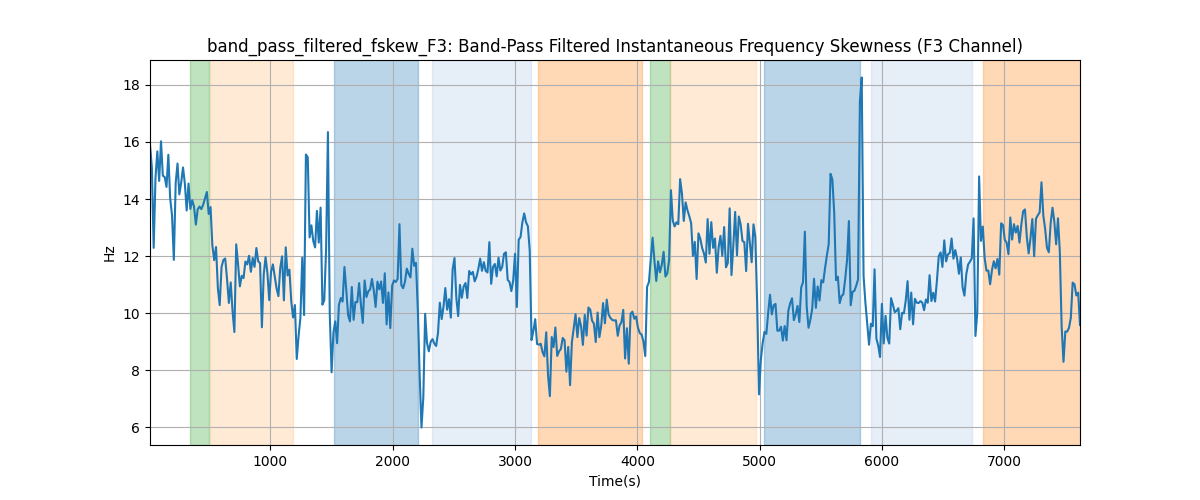 band_pass_filtered_fskew_F3: Band-Pass Filtered Instantaneous Frequency Skewness (F3 Channel)
18
16
14
12
10
8
6
Hz
1000 2000 3000 4000 5000 6000 7000
Time(s)